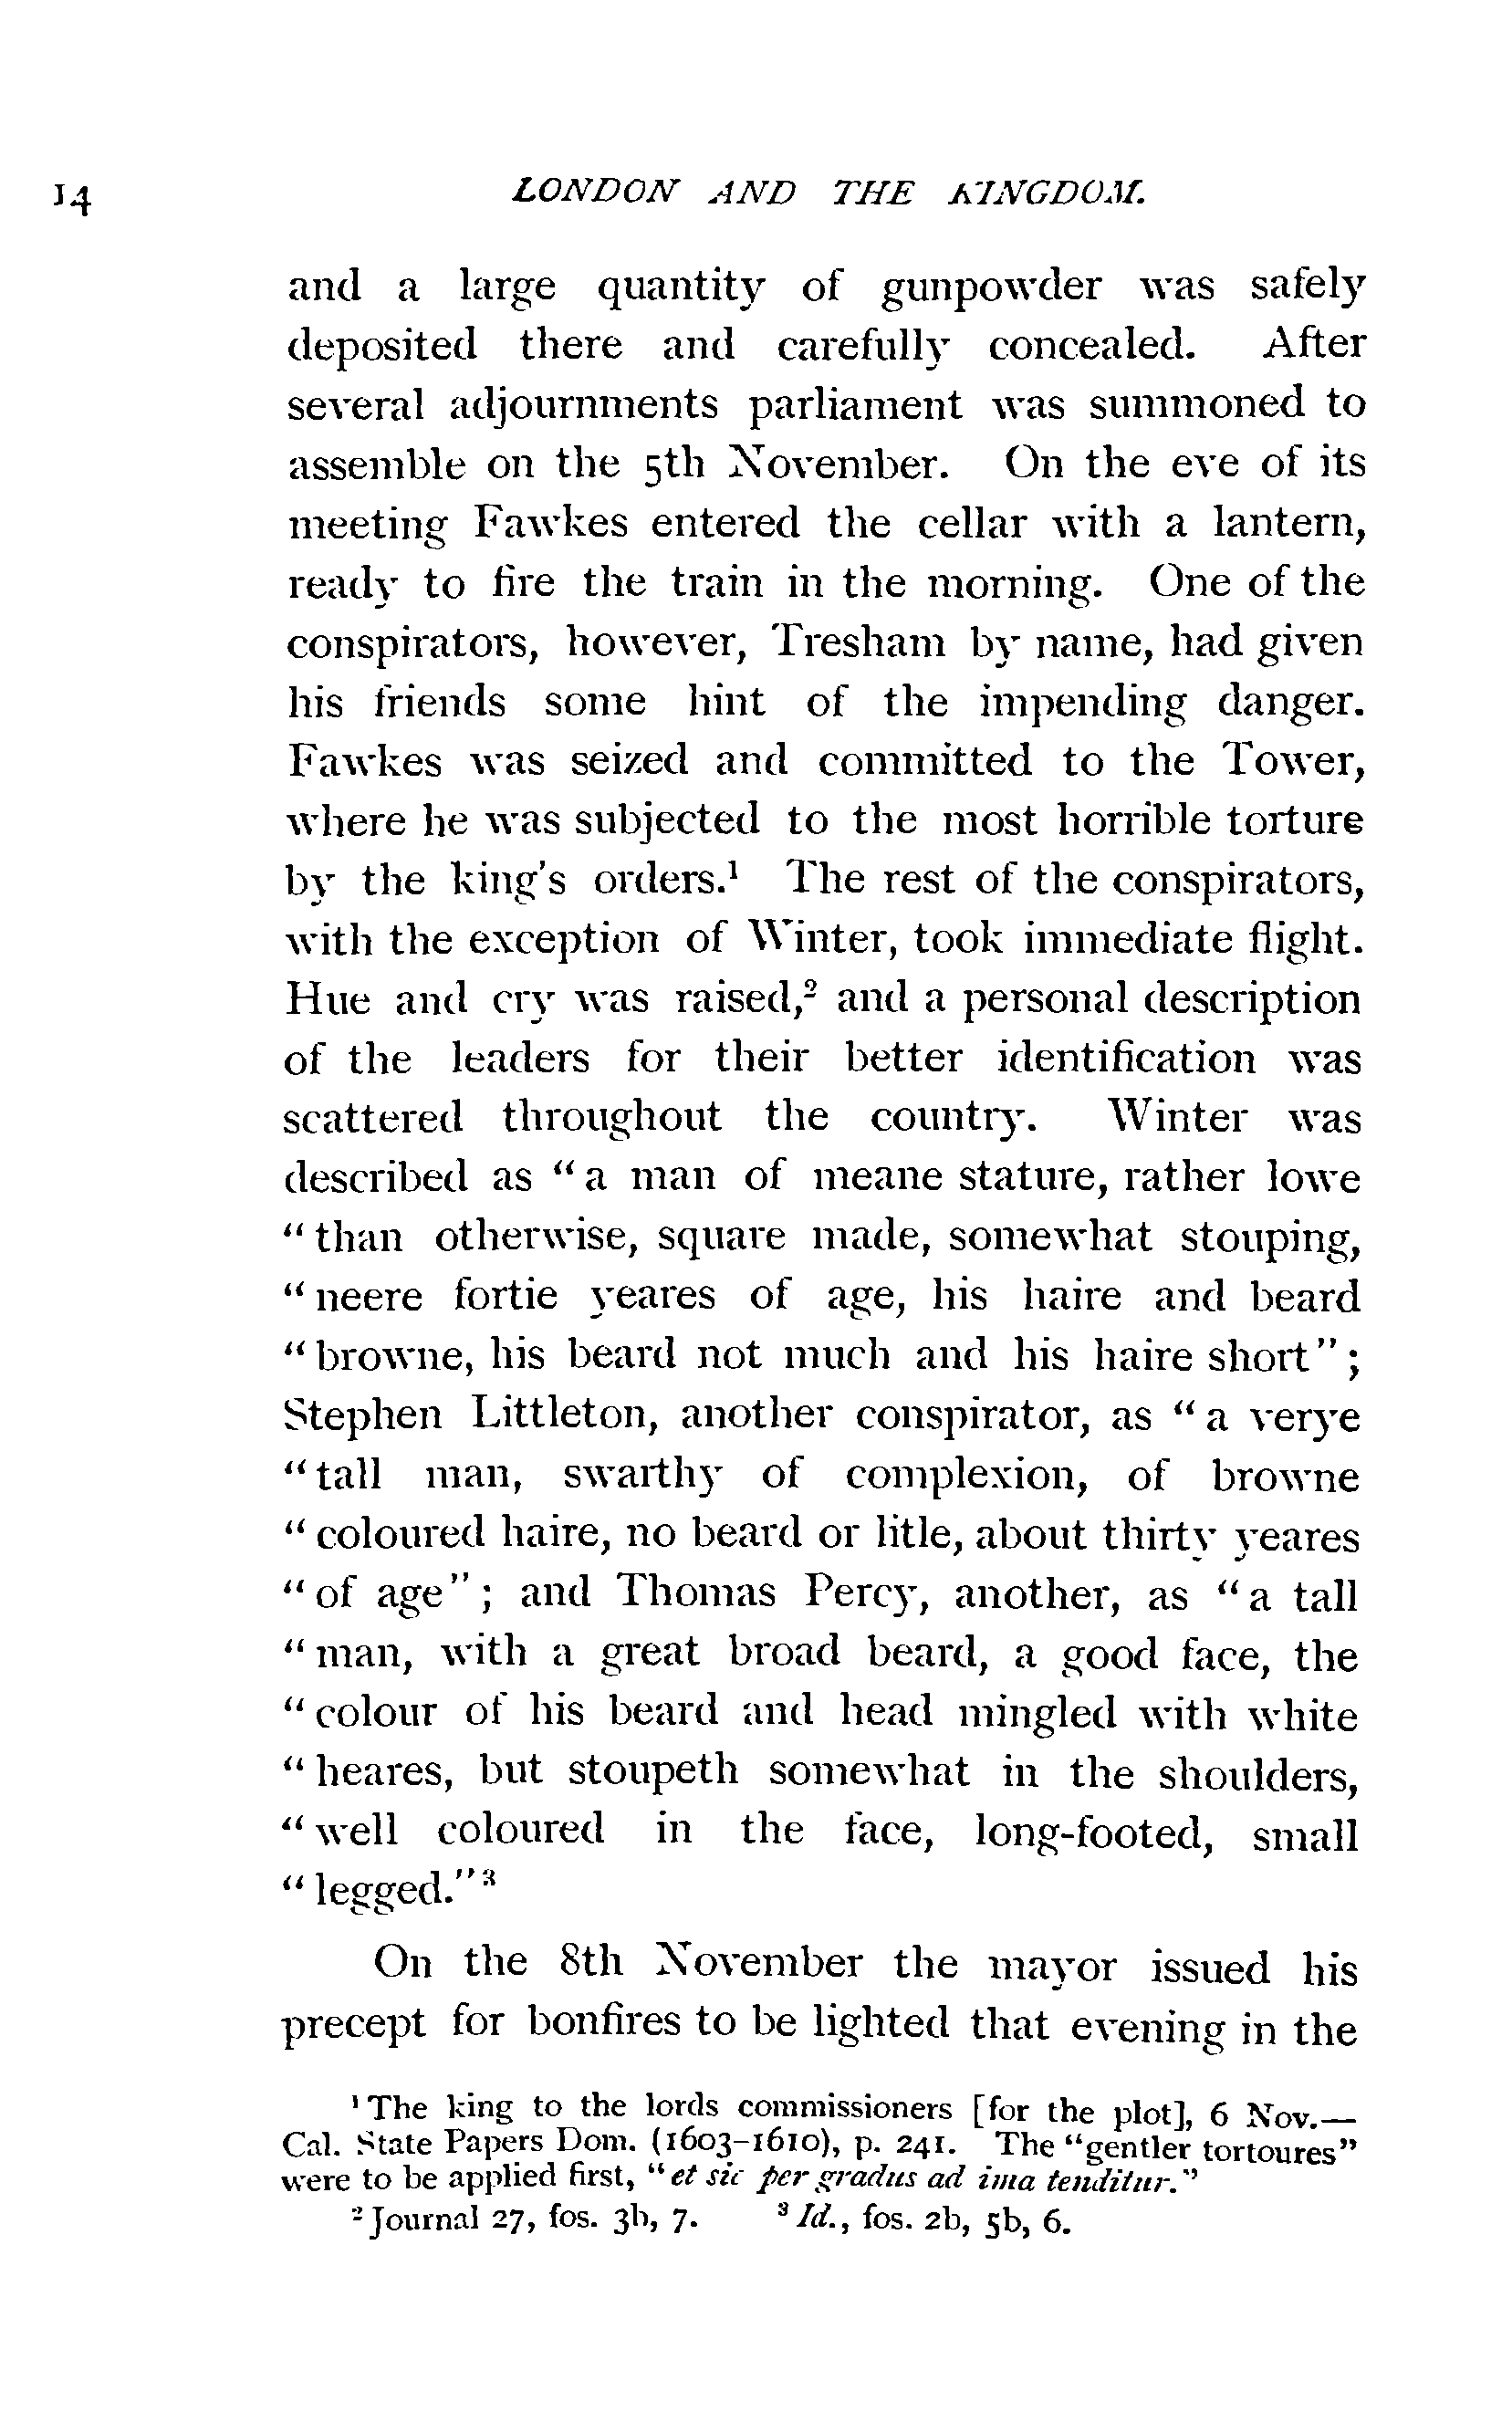 14 LONDON AND THE KINGDOM.
and a large quantity of gunpowder was safely
deposited there and carefully concealed. After
several adjournments parliament was summoned to
assemble on the 5th November. On the eve of its
meeting Fawkes entered the cellar with a lantern,
ready to fire the train in the morning. One of the
conspirators, however, Tresham by name, had given
his friends some hint of the impending danger.
Fawkes was seized and committed to the Tower,
where he was subjected to the most horrible torture
by the king's orders.¹ The rest of the conspirators,
with the exception of Winter, took immediate flight.
Hue and cry was raised,² and a personal description
of the leaders for their better identification was
scattered throughout the country. Winter was
described as "a man of meane stature, rather lowe
"than otherwise, square made, somewhat stouping,
"neere fortie yeares of age, his haire and beard
"browne, his beard not much and his haire short";
Stephen Littleton, another conspirator, as "a verye
"tall man, swarthy of complexion, of browne
"coloured haire, no beard or litle, about thirty yeares
"of age"; and Thomas Percy, another, as "a tall
"man, with a great broad beard, a good face, the
"colour of his beard and head mingled with white
"heares, but stoupeth somewhat in the shoulders,
"well coloured in the face, long-footed, small
"legged."³
On the 8th November the mayor issued his
precept for bonfires to be lighted that evening in the
¹ The king to the lords commissioners [for the plot], 6 Nov.—
Cal. State Papers Dom. (1603-1610), p. 241. The "gentler tortoures"
were to be applied first, "et sic per gradus ad ima tenditur."
² Journal 27, fos. 3b, 7. ³ Id., fos. 2b, 5b, 6.